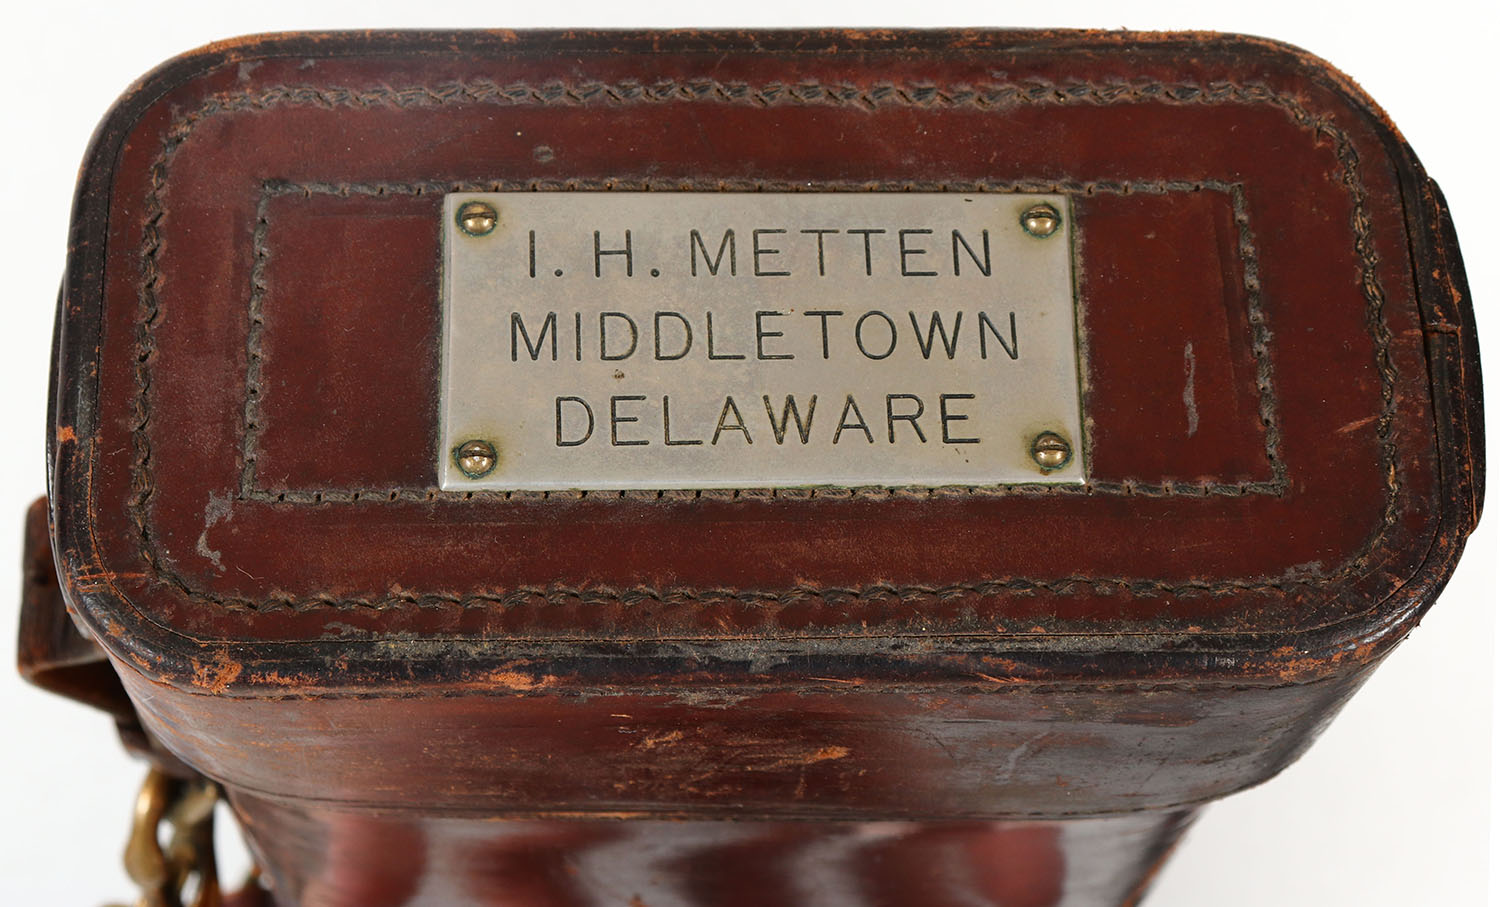 I. H. METTEN
MIDDLETOWN
DELAWARE